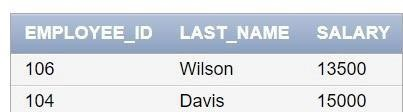 EMPLOYEE_ID LAST_NAME SALARY
106 Wilson 13500
104 Davis 15000